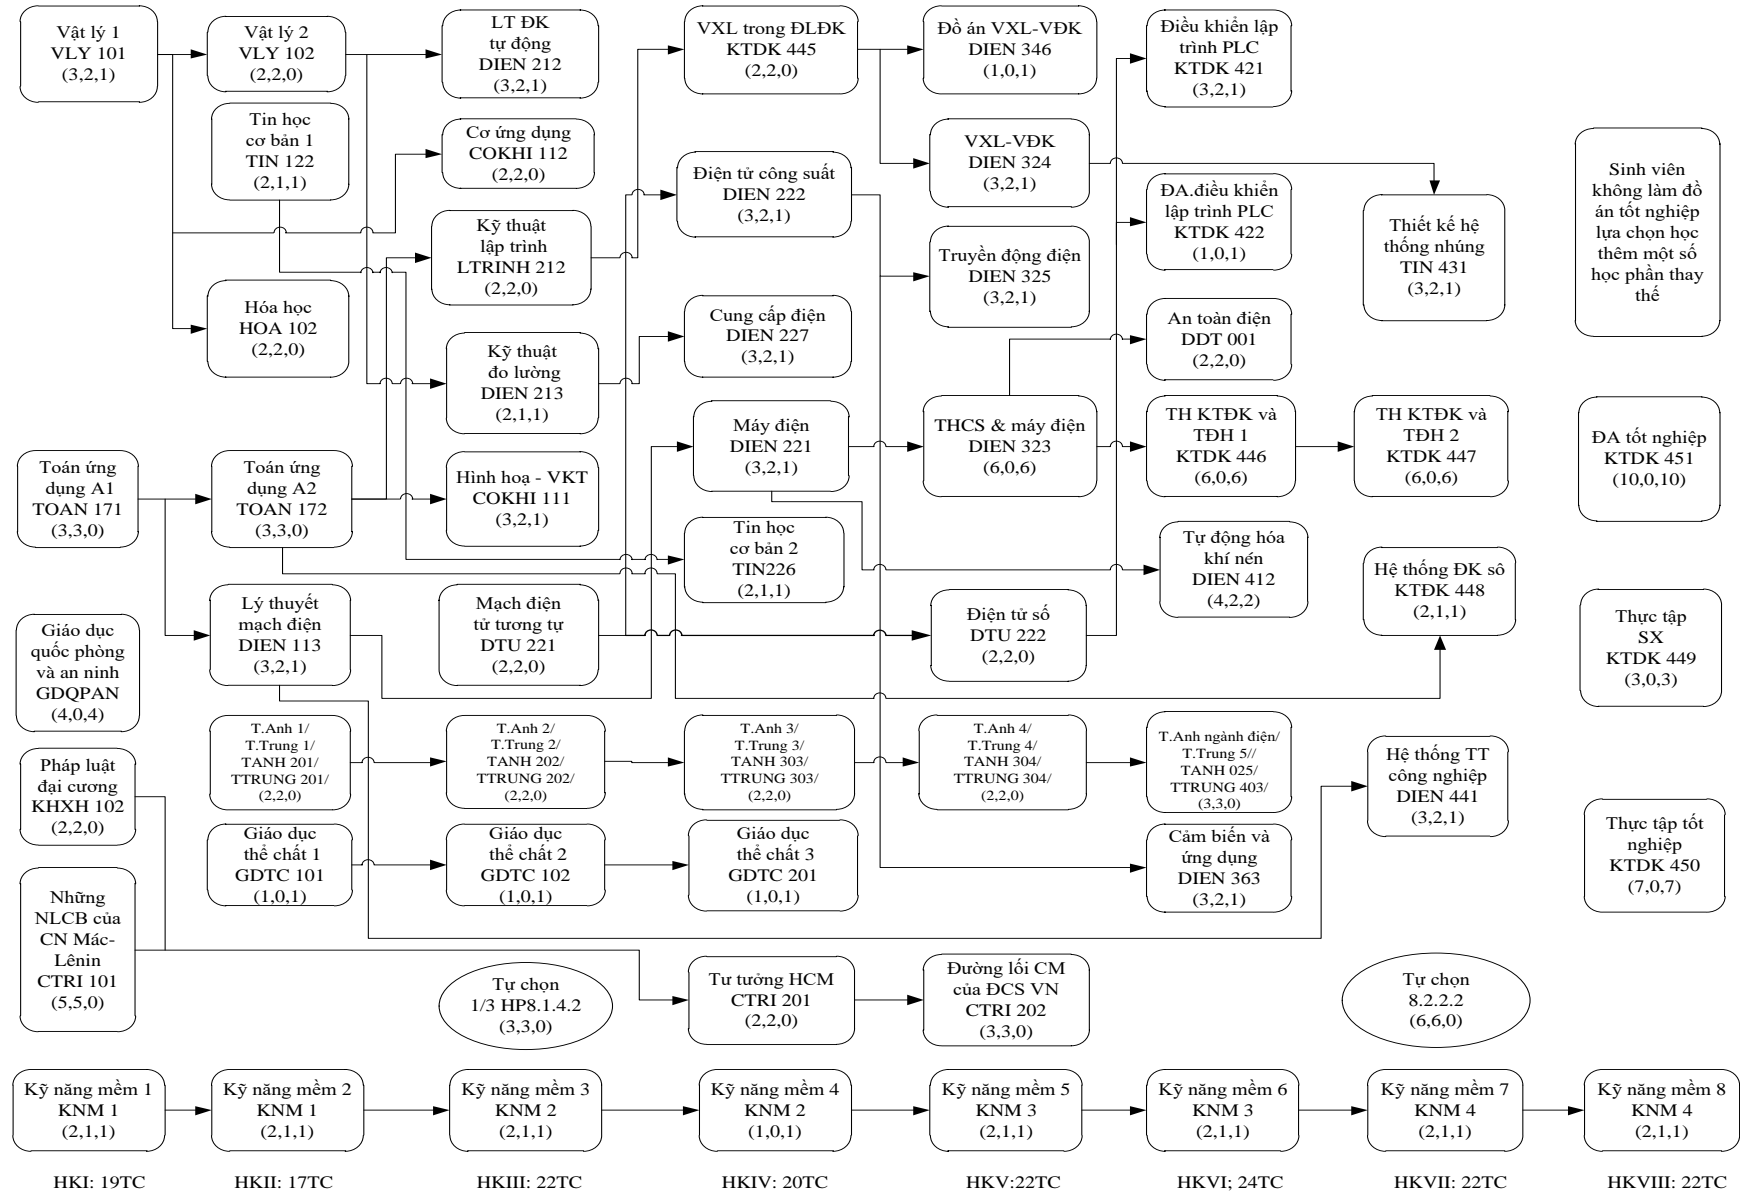 Vật lý 1
VLY 101
(3,2,1)
Vật lý 2
VLY 102
(2,2,0)
LT ĐK
tự động
DIEN 212
(3,2,1)
VXL trong ĐLĐK
KTDK 445
(2,2,0)
Đồ án VXL-VĐK
DIEN 346
(1,0,1)
Điều khiển lập
trình PLC
KTDK 421
(3,2,1)
Tin học
cơ bản 1
TIN 122
(2,1,1)
Cơ ứng dụng
COKHI 112
(2,2,0)
Điện tử công suất
DIEN 222
(3,2,1)
VXL-VĐK
DIEN 324
(3,2,1)
ĐA.điều khiển
lập trình PLC
KTDK 422
(1,0,1)
Thiết kế hệ
thống nhúng
TIN 431
(3,2,1)
Sinh viên
không làm đồ
án tốt nghiệp
lựa chọn học
thêm một số
học phần thay
thế
Hóa học
HOA 102
(2,2,0)
Kỹ thuật
lập trình
LTRINH 212
(2,2,0)
Cung cấp điện
DIEN 227
(3,2,1)
Truyền động điện
DIEN 325
(3,2,1)
An toàn điện
DDT 001
(2,2,0)
Kỹ thuật
đo lường
DIEN 213
(2,1,1)
Máy điện
DIEN 221
(3,2,1)
THCS & máy điện
DIEN 323
(6,0,6)
TH KTĐK và
TĐH 1
KTDK 446
(6,0,6)
TH KTĐK và
TĐH 2
KTDK 447
(6,0,6)
ĐA tốt nghiệp
KTDK 451
(10,0,10)
Toán ứng
dụng A1
TOAN 171
(3,3,0)
Toán ứng
dụng A2
TOAN 172
(3,3,0)
Hình hoạ - VKT
COKHI 111
(3,2,1)
Tin học
cơ bản 2
TIN226
(2,1,1)
Tự động hóa
khí nén
DIEN 412
(4,2,2)
Hệ thống ĐK sô
KTĐK 448
(2,1,1)
Giáo dục
quốc phòng
và an ninh
GDQPAN
(4,0,4)
Lý thuyết
mạch điện
DIEN 113
(3,2,1)
Mạch điện
tử tương tự
DTU 221
(2,2,0)
Điện tử số
DTU 222
(2,2,0)
Thực tập
SX
KTDK 449
(3,0,3)
Pháp luật
đại cương
KHXH 102
(2,2,0)
T.Anh 1/
T.Trung 1/
TANH 201/
TTRUNG 201/
(2,2,0)
T.Anh 2/
T.Trung 2/
TANH 202/
TTRUNG 202/
(2,2,0)
T.Anh 3/
T.Trung 3/
TANH 303/
TTRUNG 303/
(2,2,0)
T.Anh 4/
T.Trung 4/
TANH 304/
TTRUNG 304/
(2,2,0)
T.Anh ngành điện/
T.Trung 5//
TANH 025/
TTRUNG 403/
(3,3,0)
Hệ thống TT
công nghiệp
DIEN 441
(3,2,1)
Thực tập tốt
nghiệp
KTDK 450
(7,0,7)
Những
NLCB của
CN Mác-
Lênin
CTRI 101
(5,5,0)
Giáo dục
thể chất 1
GDTC 101
(1,0,1)
Giáo dục
thể chất 2
GDTC 102
(1,0,1)
Giáo dục
thể chất 3
GDTC 201
(1,0,1)
Cảm biến và
ứng dụng
DIEN 363
(3,2,1)
Tự chọn
1/3 HP8.1.4.2
(3,3,0)
Tư tưởng HCM
CTRI 201
(2,2,0)
Đường lối CM
của ĐCS VN
CTRI 202
(3,3,0)
Tự chọn
8.2.2.2
(6,6,0)
Kỹ năng mềm 1
KNM 1
(2,1,1)
Kỹ năng mềm 2
KNM 1
(2,1,1)
Kỹ năng mềm 3
KNM 2
(2,1,1)
Kỹ năng mềm 4
KNM 2
(1,0,1)
Kỹ năng mềm 5
KNM 3
(2,1,1)
Kỹ năng mềm 6
KNM 3
(2,1,1)
Kỹ năng mềm 7
KNM 4
(2,1,1)
Kỹ năng mềm 8
KNM 4
(2,1,1)
HKI: 19TC
HKII: 17TC
HKIII: 22TC
HKIV: 20TC
HKV:22TC
HKVI; 24TC
HKVII: 22TC
HKVIII: 22TC